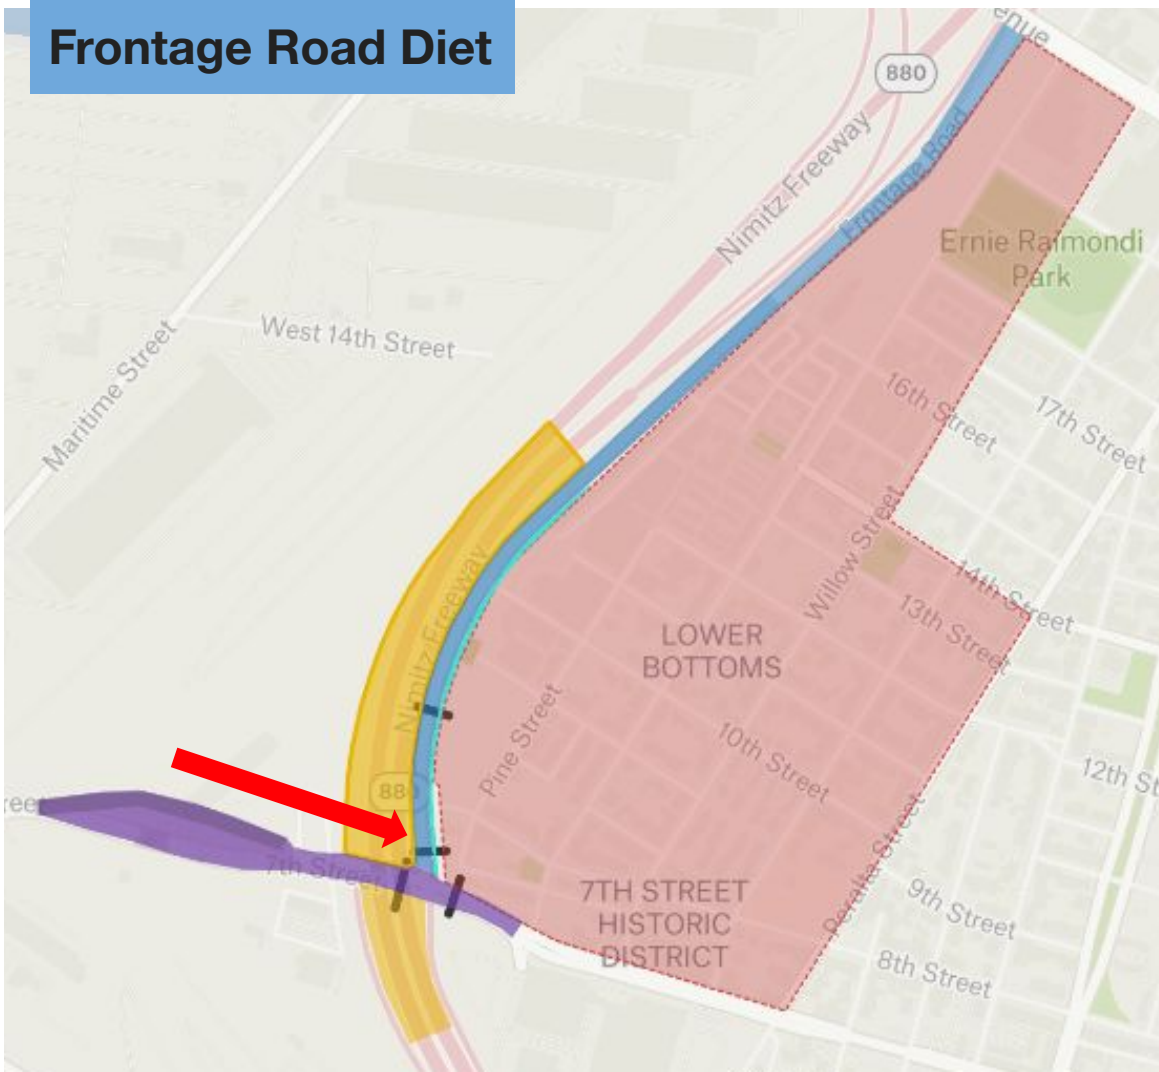 Frontage Road Diet
enue
880
Nimitz Freeway
Frontage Road
Ernie Raimondi
Park
West 14th Street
Maritime Street
16th Street
17th Street
Willow Street
14th Street
13th Street
LOWER
BOTTOMS
Nimitz Freeway
Pine Street
10th Street
12th St
880
reet
7th Street
7TH STREET
HISTORIC
DISTRICT
Peralta Street
9th Street
8th Street